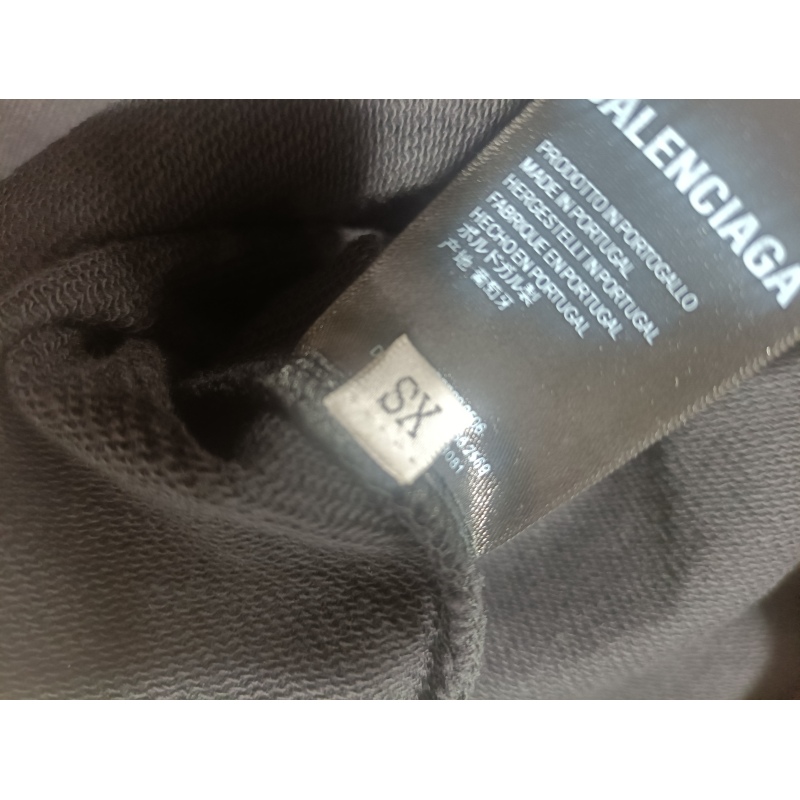 BALENCIAGA
PRODOTTO IN PORTOGALLO
MADE IN PORTUGAL
HERGESTELLT IN PORTUGAL
FABRIQUE EN PORTUGAL
HECHO EN PORTUGAL
ポルトガル製
产地 葡萄牙
SX